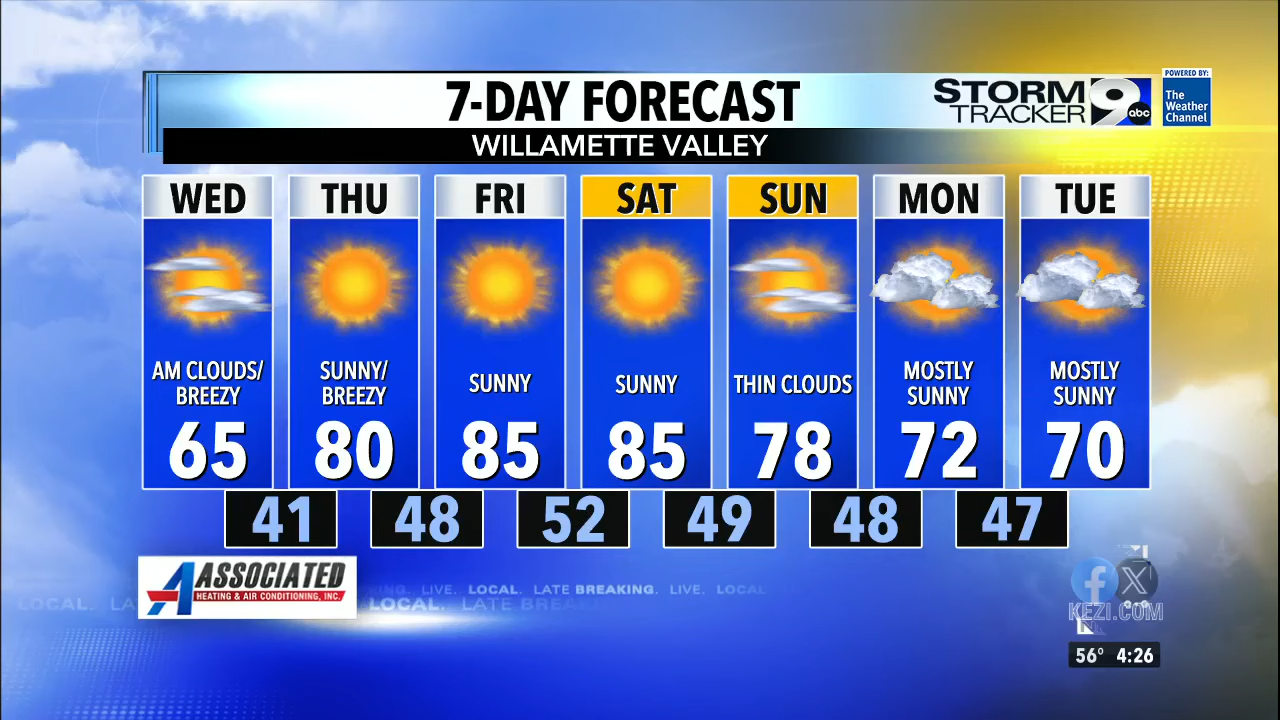 7-DAY FORECAST
WILLAMETTE VALLEY
STORM
TRACKER
9
abc
POWERED BY:
The
Weather
Channel
WED THU FRI SAT SUN MON TUE
AM CLOUDS/
BREEZY
SUNNY/
BREEZY
SUNNY
SUNNY
THIN CLOUDS
MOSTLY
SUNNY
MOSTLY
SUNNY
65 80 85 85 78 72 70
41 48 52 49 48 47
A ASSOCIATED
HEATING & AIR CONDITIONING, INC.
LIVE. LOCAL. LATE BREAKING. LIVE. LOCAL
LOCAL. LA
LOCAL. LATE BREAK
f X
KEZI.COM
56° 4:26